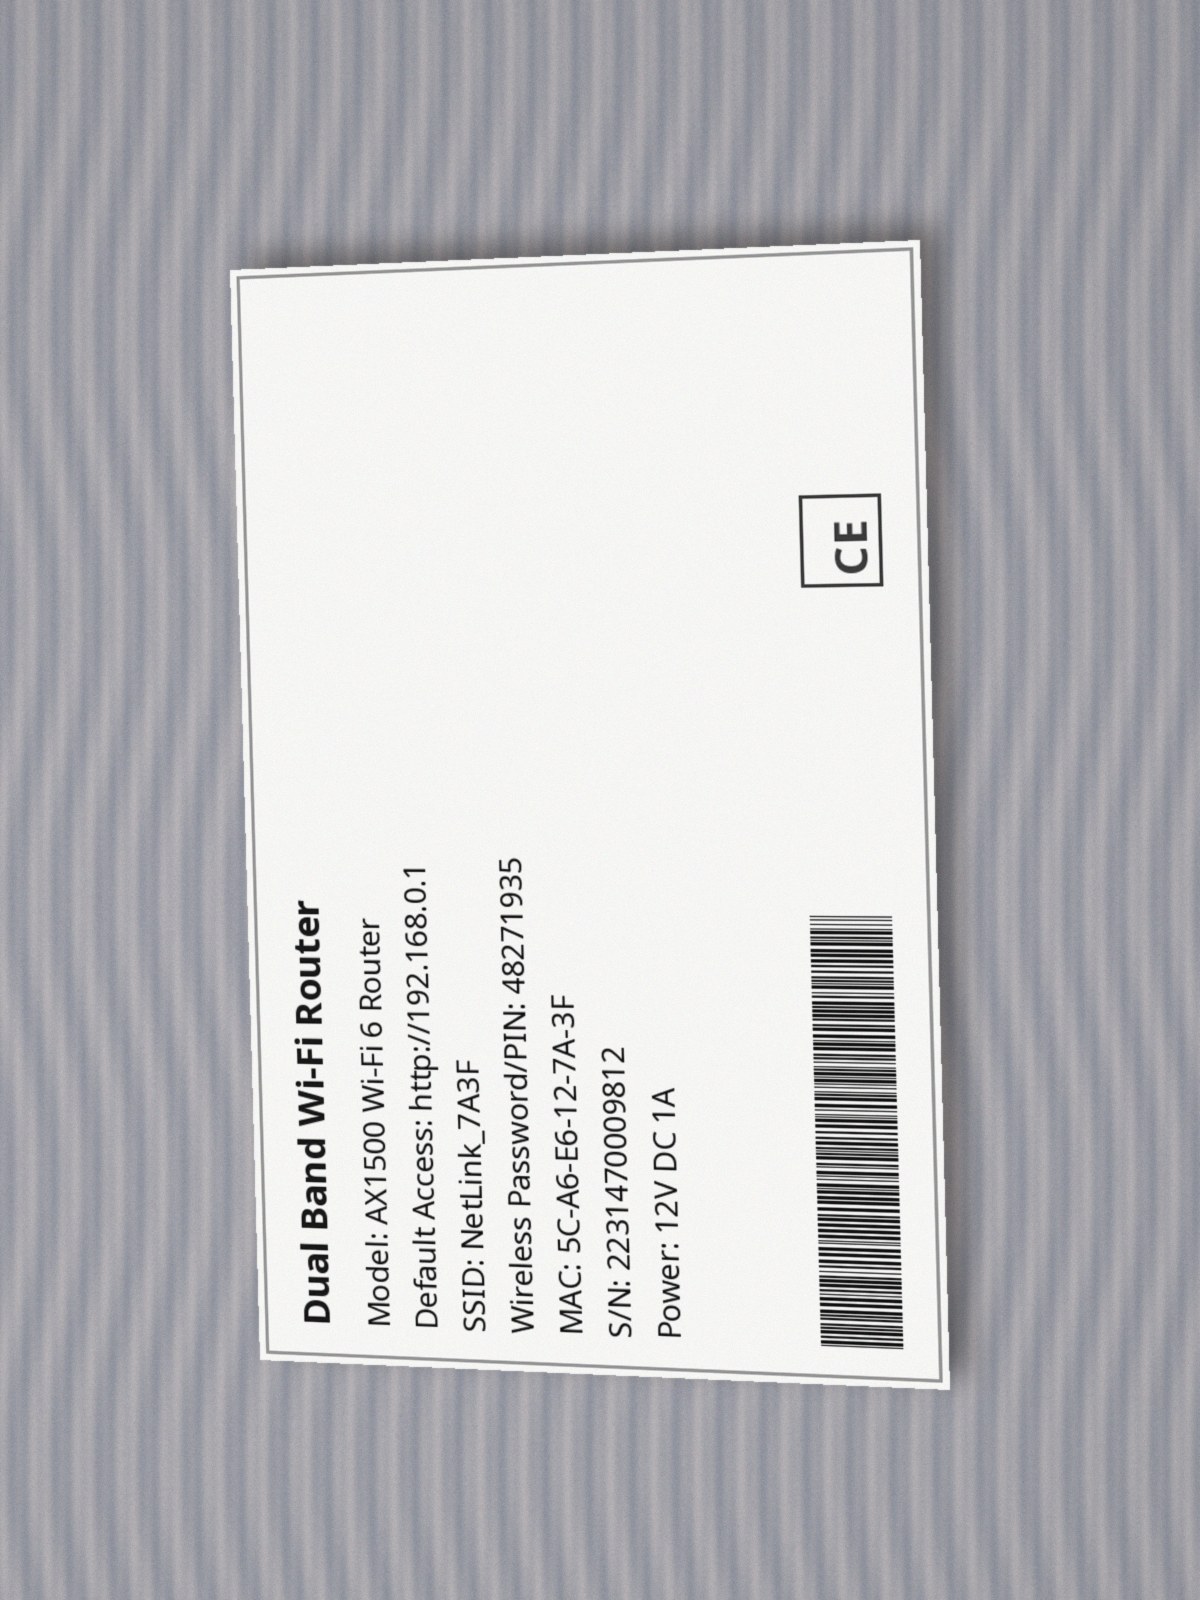 Dual Band Wi-Fi Router
Model: AX1500 Wi-Fi 6 Router
Default Access: http://192.168.0.1
SSID: NetLink_7A3F
Wireless Password/PIN: 48271935
MAC: 5C-A6-E6-12-7A-3F
S/N: 2231470009812
Power: 12V DC 1A
CE